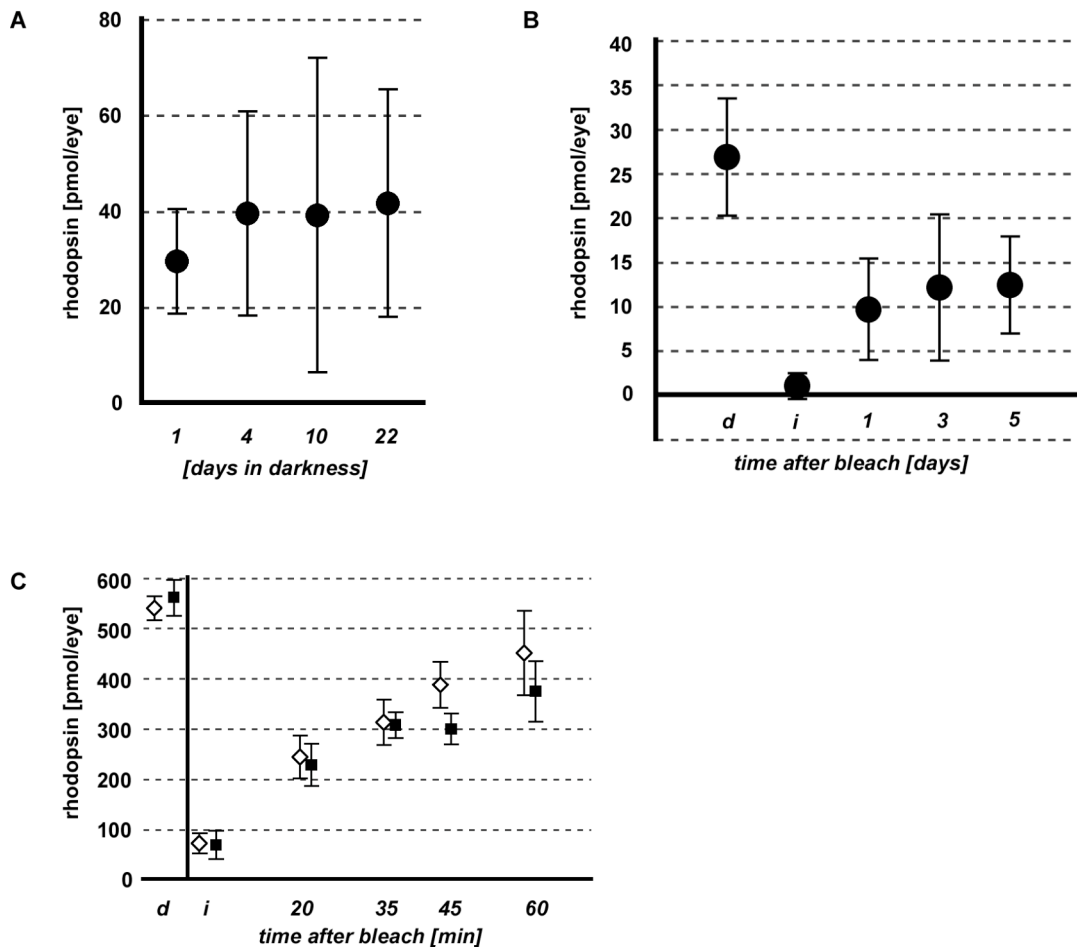 A
rhodopsin [pmol/eye]
80
60
40
20
0
1 4 10 22
[days in darkness]
B
rhodopsin [pmol/eye]
40
35
30
25
20
15
10
5
0
d i 1 3 5
time after bleach [days]
C
rhodopsin [pmol/eye]
600
500
400
300
200
100
0
d i 20 35 45 60
time after bleach [min]